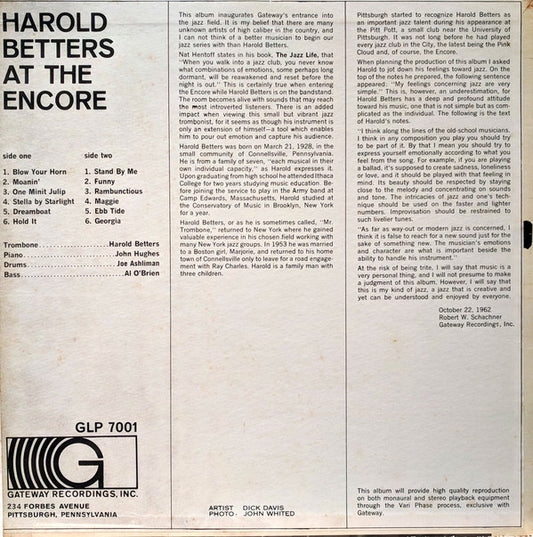 HAROLD
BETTERS
AT THE
ENCORE
side one
1. Blow Your Horn
2. Moanin'
3. One Minit Julip
4. Stella by Starlight
5. Dreamboat
6. Hold It
side two
1. Stand By Me
2. Funny
3. Rambunctious
4. Maggie
5. Ebb Tide
6. Georgia
Trombone Harold Betters
Piano John Hughes
Drums Joe Ashliman
Bass Al O'Brien
GLP 7001
G
GATEWAY RECORDINGS, INC.
234 FORBES AVENUE
PITTSBURGH, PENNSYLVANIA
This album inaugurates Gateway's entrance into
the jazz field. It is my belief that there are many
unknown artists of high caliber in the country, and
I can not think of a better musician to begin our
jazz series with than Harold Betters.
Nat Hentoff states in his book, The Jazz Life, that
"When you walk into a jazz club, you never know
what combinations of emotions, some perhaps long
dormant, will be reawakened and reset before the
night is out." This is certainly true when entering
the Encore while Harold Betters is on the bandstand.
The room becomes alive with sounds that may reach
the most introverted listeners. There is an added
impact when viewing this small but vibrant jazz
trombonist, for it seems as though his instrument is
only an extension of himself—a tool which enables
him to pour out emotion and capture his audience.
Harold Betters was born on March 21, 1928, in the
small community of Connellsville, Pennsylvania.
He is from a family of seven, "each musical in their
own individual capacity," as Harold expresses it.
Upon graduating from high school he attended Ithaca
College for two years studying music education. Be-
fore joining the service to play in the Army band at
Camp Edwards, Massachusetts, Harold studied at
the Conservatory of Music in Brooklyn, New York
for a year.
Harold Betters, or as he is sometimes called, "Mr.
Trombone," returned to New York where he gained
valuable experience in his chosen field working with
many New York jazz groups. In 1953 he was married
to a Boston girl, Marjorie, and returned to his home
town of Connellsville only to leave for a road engage-
ment with Ray Charles. Harold is a family man with
three children.
ARTIST DICK DAVIS
PHOTO- JOHN WHITED
Pittsburgh started to recognize Harold Betters as
an important jazz talent during his appearance at
the Pitt Pott, a small club near the University of
Pittsburgh. It was not long before he had played
every jazz club in the City, the latest being the Pink
Cloud and, of course, the Encore.
When planning the production of this album I asked
Harold to jot down his feelings toward jazz. On the
top of the notes he prepared, the following sentence
appeared: "My feelings concerning jazz are very
simple." This is, however, an underestimation, for
Harold Betters has a deep and profound attitude
toward his music, one that is not simple but as com-
plicated as the individual. The following is the text
of Harold's notes.
"I think along the lines of the old-school musicians.
I think in any composition you play you should try
to be part of it. By that I mean you should try to
express yourself emotionally according to what you
feel from the song. For example, if you are playing
a ballad, it's supposed to create sadness, loneliness
or love, and it should be played with that feeling in
mind. Its beauty should be respected by staying
close to the melody and concentrating on sounds
and tone. The intricacies of jazz and one's tech-
nique should be used on the faster and lighter
numbers. Improvisation should be restrained to
such livelier tunes.
"As far as way-out or modern jazz is concerned, I
think it is false to reach for a new sound just for the
sake of something new. The musician's emotions
and character are what is important beside the
ability to handle his instrument."
At the risk of being trite, I will say that music is a
very personal thing, and I will not presume to make
a judgment of this album. However, I will say that
this is my kind of jazz, a jazz that is creative and
yet can be understood and enjoyed by everyone.
October 22, 1962
Robert W. Schachner
Gateway Recordings, Inc.
This album will provide high quality reproduction
on both monaural and stereo playback equipment
through the Vari Phase process, exclusive with
Gateway.